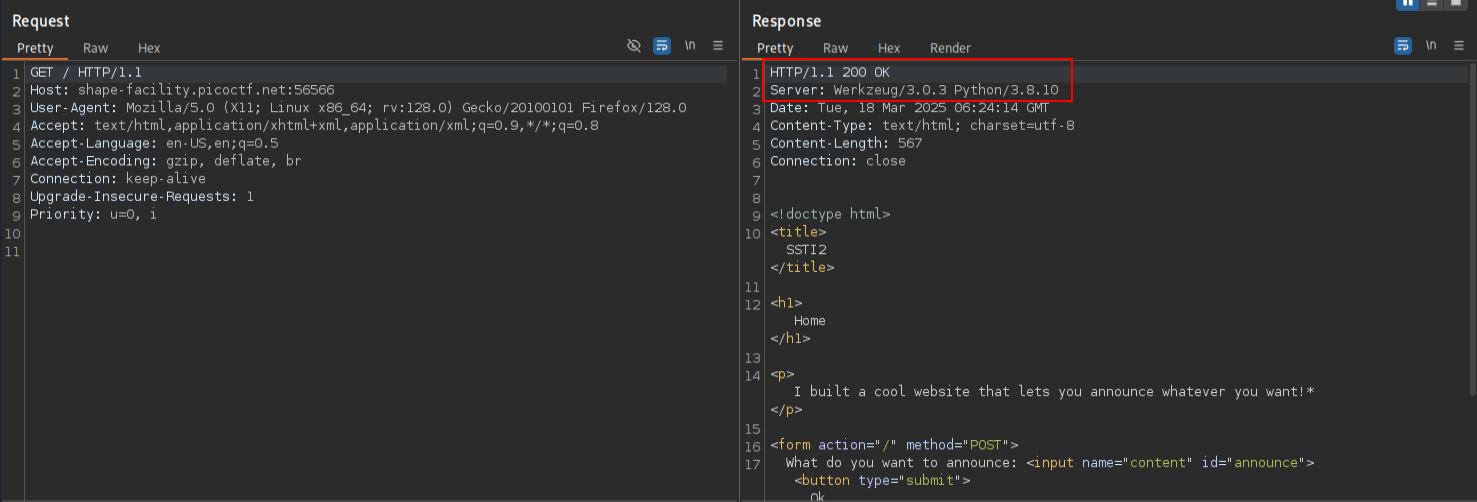 Request
Pretty Raw Hex
\n
1 GET / HTTP/1.1
2 Host: shape-facility.picoctf.net:56566
3 User-Agent: Mozilla/5.0 (X11; Linux x86_64; rv:128.0) Gecko/20100101 Firefox/128.0
4 Accept: text/html,application/xhtml+xml,application/xml;q=0.9,*/*;q=0.8
5 Accept-Language: en-US,en;q=0.5
6 Accept-Encoding: gzip, deflate, br
7 Connection: keep-alive
8 Upgrade-Insecure-Requests: 1
9 Priority: u=0, i
10
11
Response
Pretty Raw Hex Render
\n
1 HTTP/1.1 200 OK
2 Server: Werkzeug/3.0.3 Python/3.8.10
3 Date: Tue, 18 Mar 2025 06:24:14 GMT
4 Content-Type: text/html; charset=utf-8
5 Content-Length: 567
6 Connection: close
7
8
9 <!doctype html>
10 <title>
SSTI2
</title>
11
12 <h1>
Home
</h1>
13
14 <p>
I built a cool website that lets you announce whatever you want!*
</p>
15
16 <form action="/" method="POST">
17 What do you want to announce: <input name="content" id="announce">
<button type="submit">
Ok